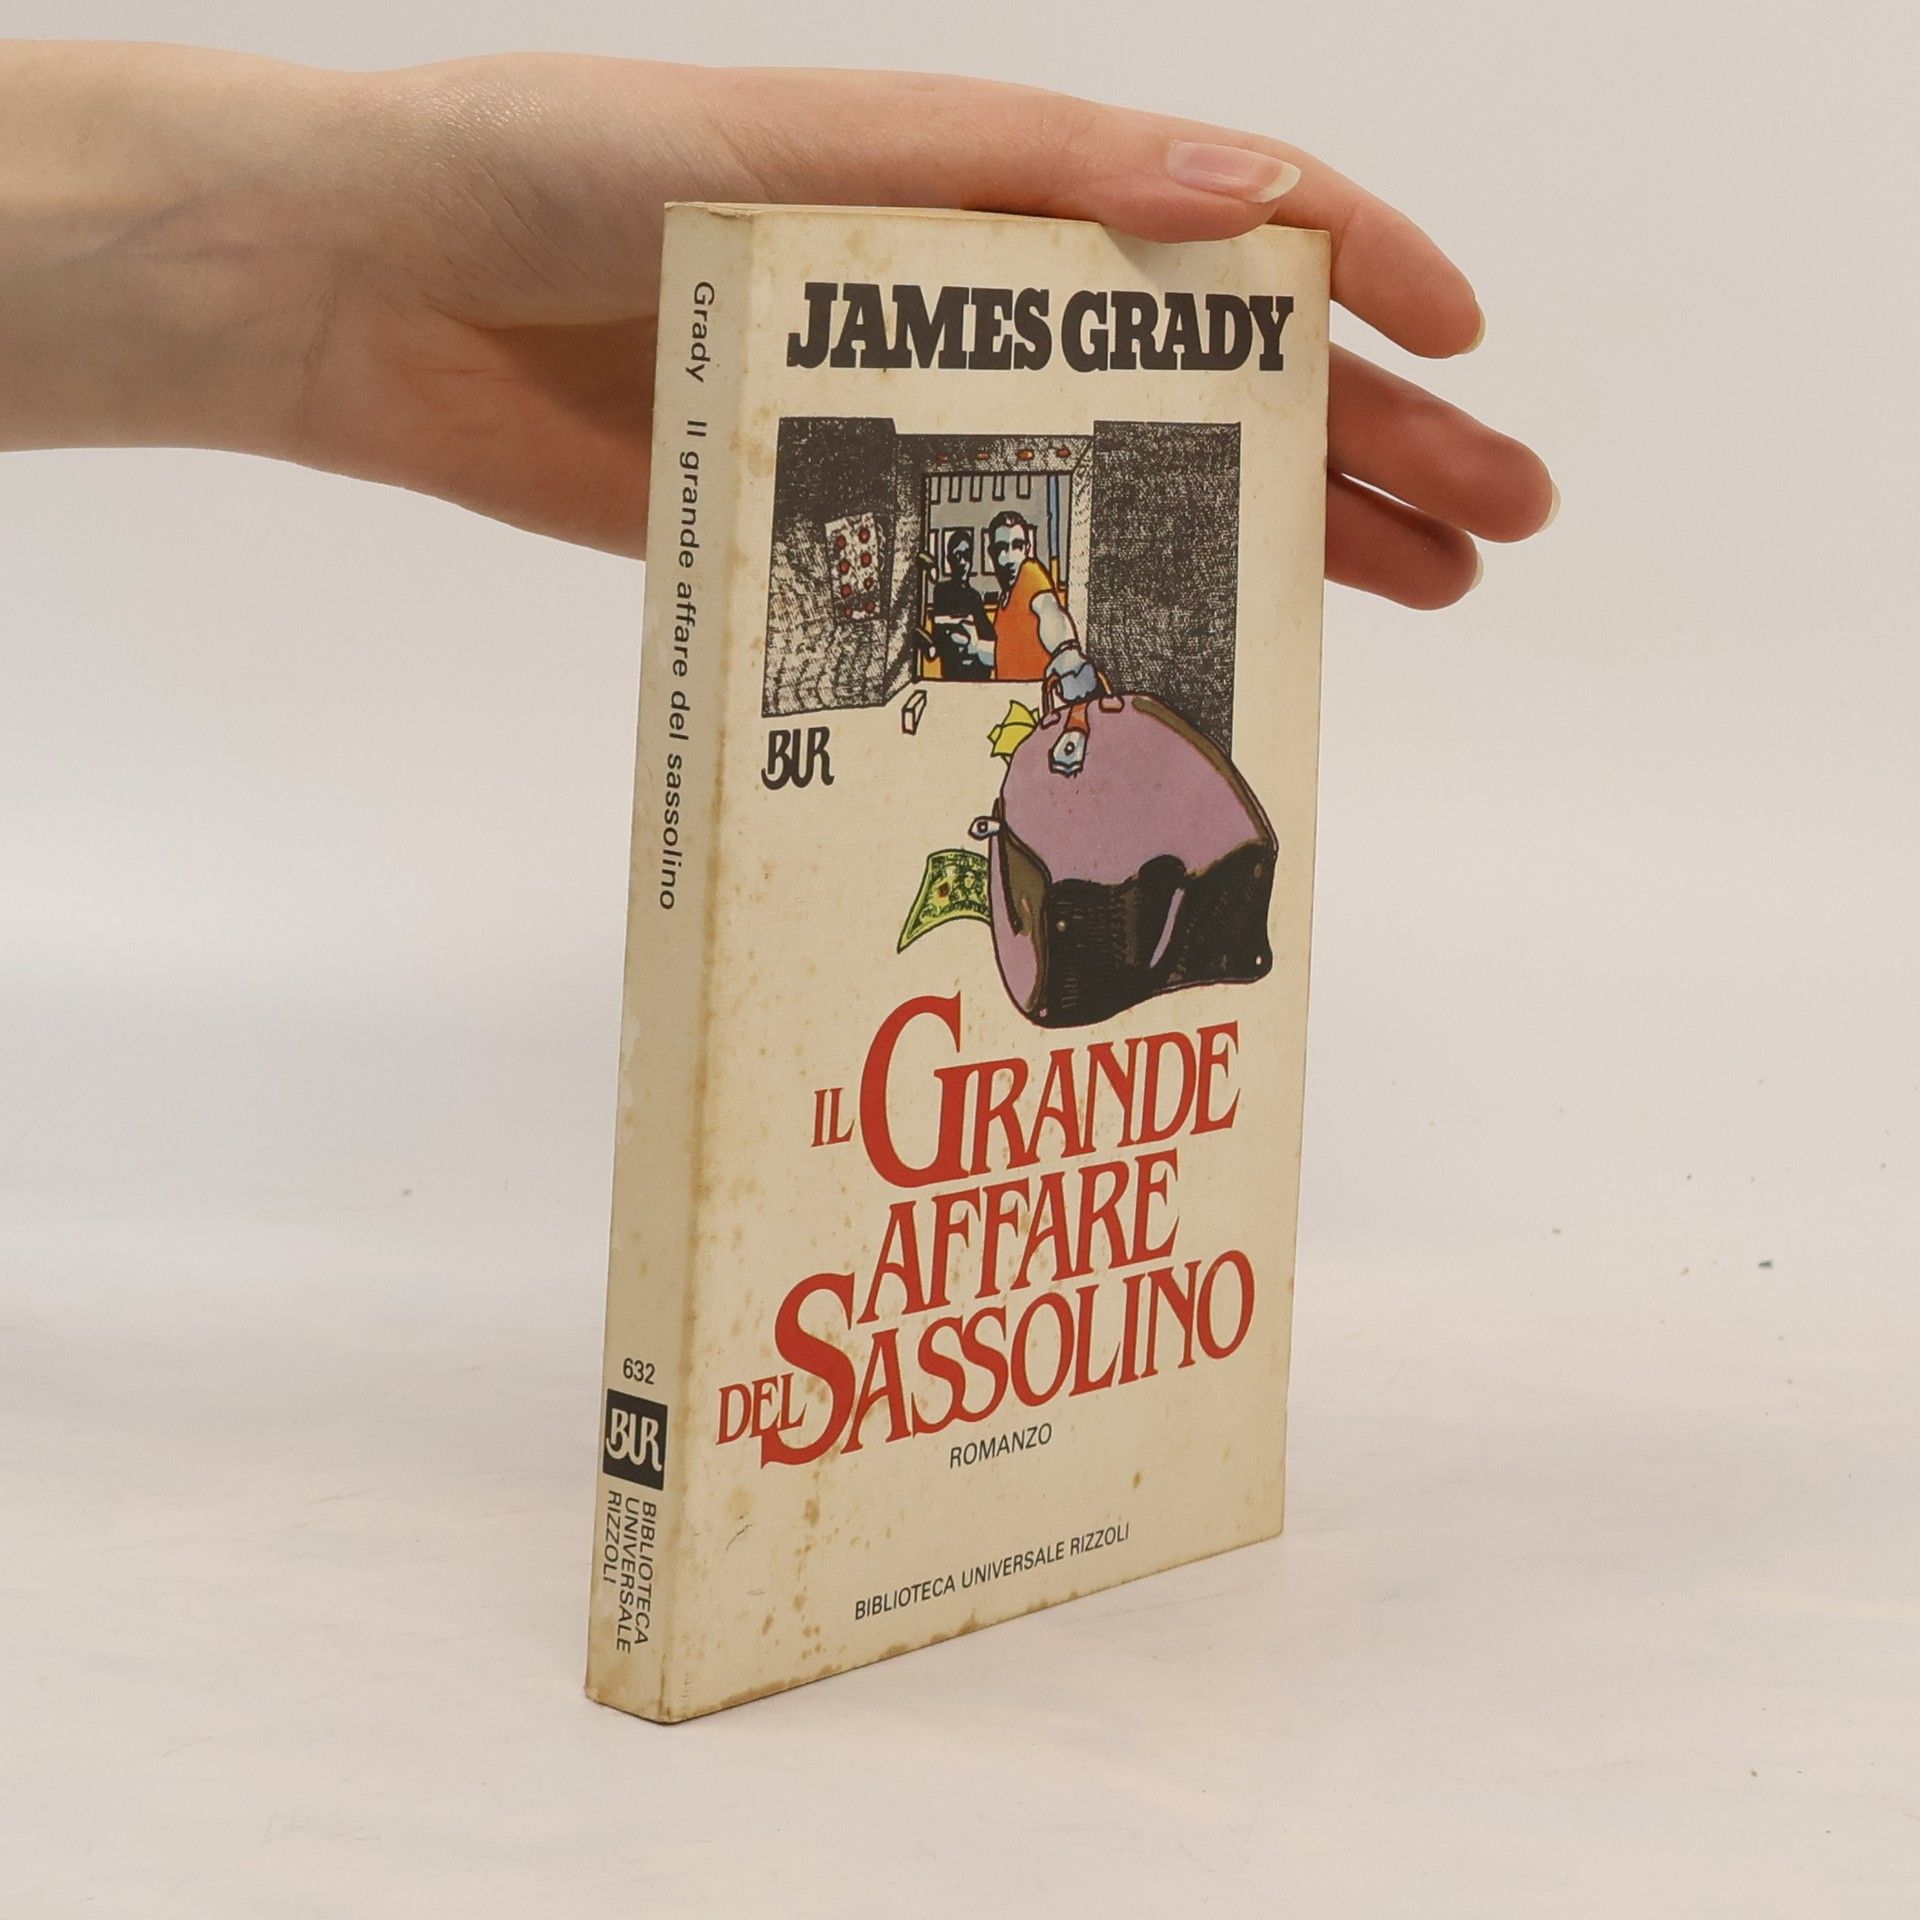 Grady Il grande affare del sassolino
632
BUR
BIBLIOTECA
UNIVERSALE
RIZZOLI
JAMES GRADY
BUR
IL GRANDE
AFFARE
DEL SASSOLINO
ROMANZO
BIBLIOTECA UNIVERSALE RIZZOLI